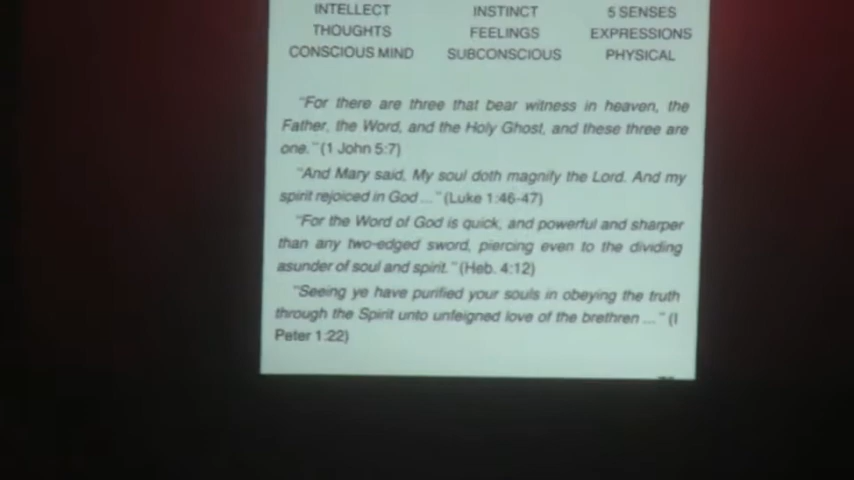 INTELLECT INSTINCT 5 SENSES
THOUGHTS FEELINGS EXPRESSIONS
CONSCIOUS MIND SUBCONSCIOUS PHYSICAL
"For there are three that bear witness in heaven, the
Father, the Word, and the Holy Ghost, and these three are
one." (1 John 5:7)
"And Mary said, My soul doth magnify the Lord. And my
spirit rejoiced in God ... " (Luke 1:46-47)
"For the Word of God is quick, and powerful and sharper
than any two-edged sword, piercing even to the dividing
asunder of soul and spirit." (Heb. 4:12)
"Seeing ye have purified your souls in obeying the truth
through the Spirit unto unfeigned love of the brethren ... " (I
Peter 1:22)